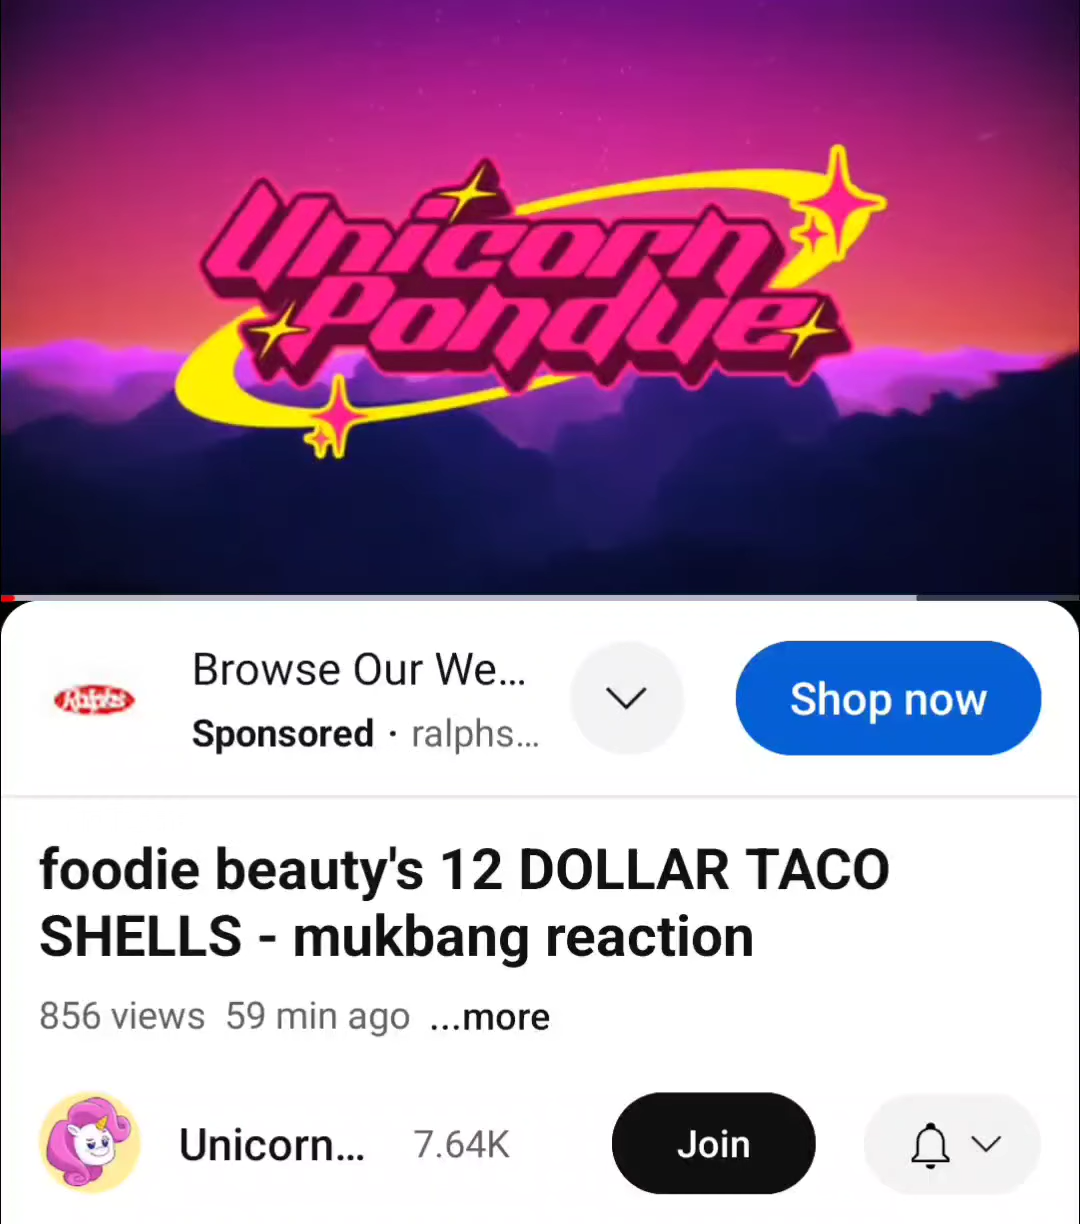 Unicorn
Pondue
Ralphs
Browse Our We...
Sponsored · ralphs...
Shop now
foodie beauty's 12 DOLLAR TACO
SHELLS - mukbang reaction
856 views 59 min ago ...more
Unicorn... 7.64K
Join